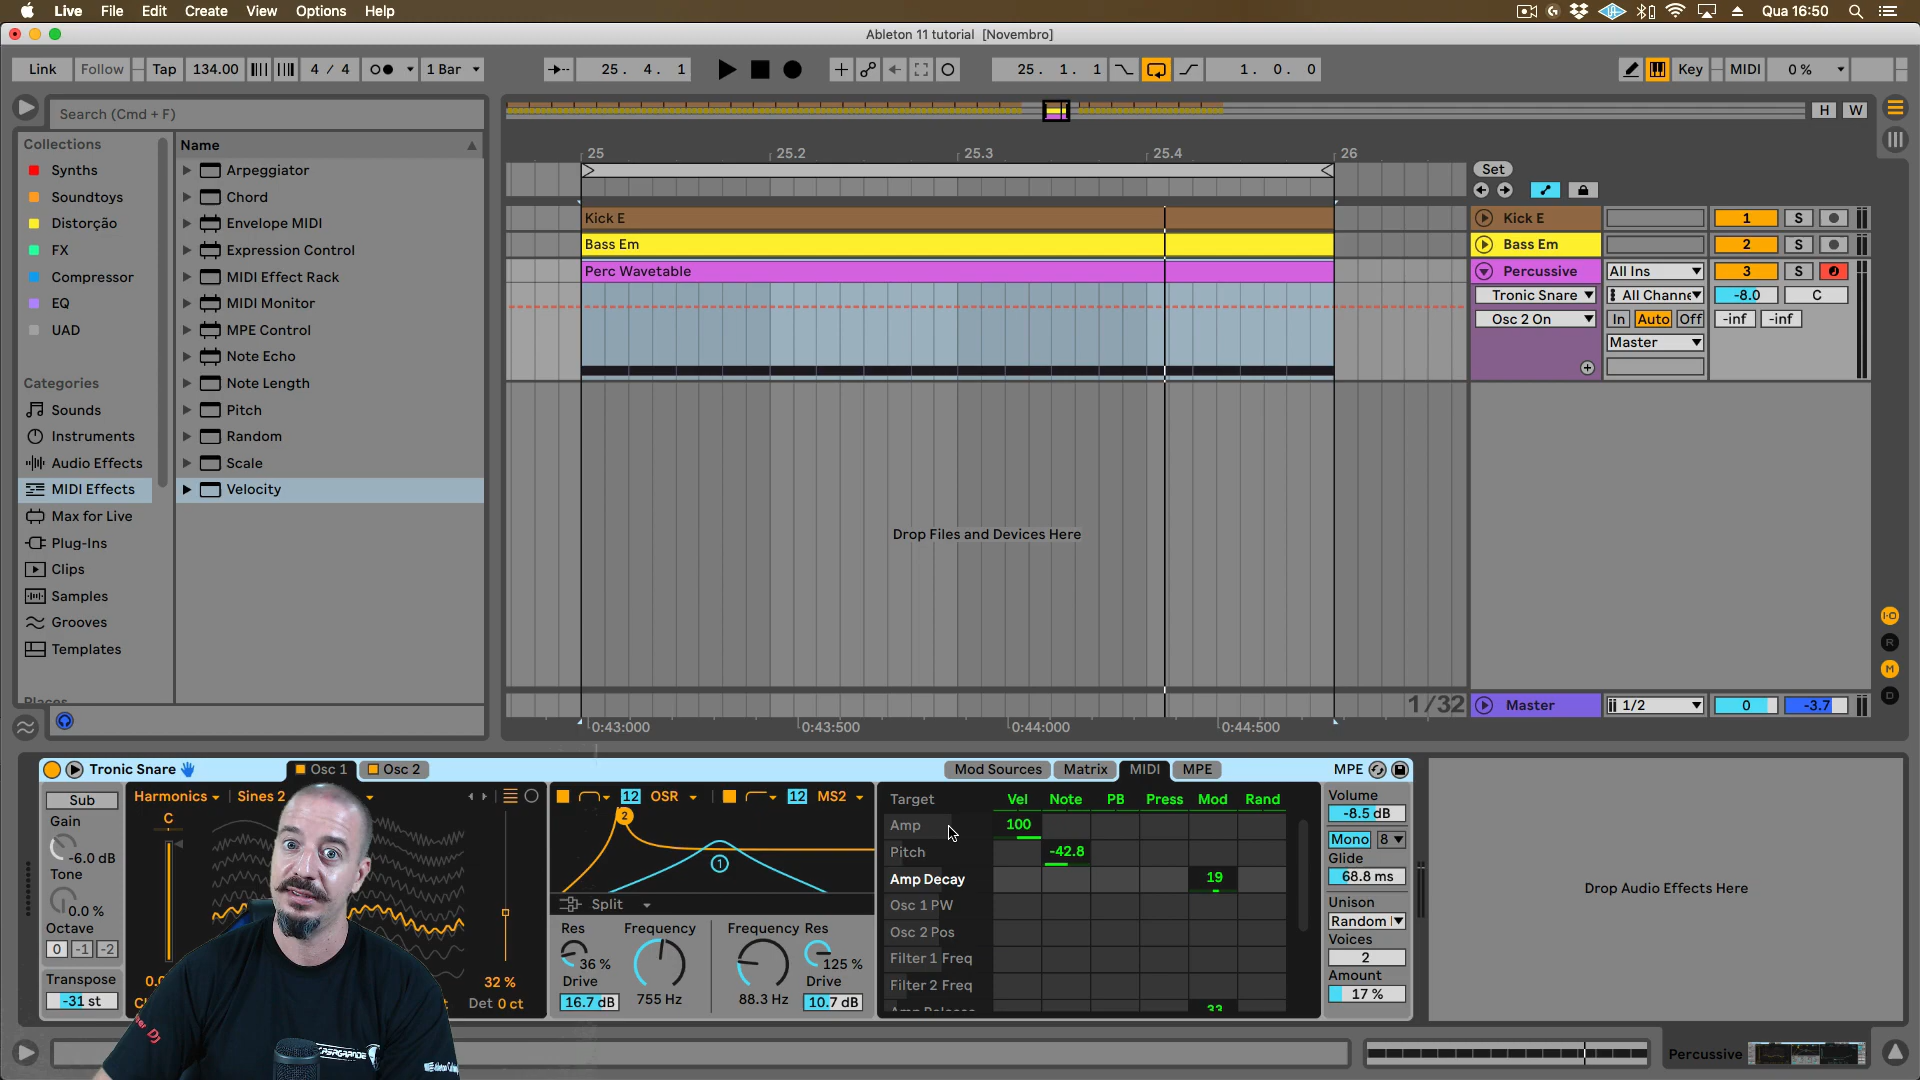 Live File Edit Create View Options Help
Qua 16:50
Ableton 11 tutorial [Novembro]
Link Follow Tap 134.00 4 / 4 1 Bar 25. 4. 1 25. 1. 1 1. 0. 0 Key MIDI 0 %
Search (Cmd + F)
H W
Collections
Synths
Soundtoys
Distorção
FX
Compressor
EQ
UAD
Categories
Sounds
Instruments
Audio Effects
MIDI Effects
Max for Live
Plug-Ins
Clips
Samples
Grooves
Templates
Places
Name
Arpeggiator
Chord
Envelope MIDI
Expression Control
MIDI Effect Rack
MIDI Monitor
MPE Control
Note Echo
Note Length
Pitch
Random
Scale
Velocity
25 25.2 25.3 25.4 26
Set
Kick E
Bass Em
Perc Wavetable
Drop Files and Devices Here
1/32
0:43:000 0:43:500 0:44:000 0:44:500
Kick E 1 S
Bass Em 2 S
Percussive All Ins 3 S
Tronic Snare All Channe -8.0 C
Osc 2 On In Auto Off -inf -inf
Master
Master 1/2 0 -3.7
I·O
R
M
D
Tronic Snare Osc 1 Osc 2 Mod Sources Matrix MIDI MPE MPE
Sub
Gain
-6.0 dB
Tone
0.0 %
Octave
0 -1 -2
Transpose
-31 st
Harmonics Sines 2
C
32 %
Det 0 ct
12 OSR 12 MS2
2
1
Split
Res Frequency Frequency Res
36 % 125 %
Drive Drive
16.7 dB 755 Hz 88.3 Hz 10.7 dB
Target Vel Note PB Press Mod Rand
Amp 100
Pitch -42.8
Amp Decay 19
Osc 1 PW
Osc 2 Pos
Filter 1 Freq
Filter 2 Freq
Amp Release 33
Volume
-8.5 dB
Mono 8
Glide
68.8 ms
Unison
Random
Voices
2
Amount
17 %
Drop Audio Effects Here
Percussive